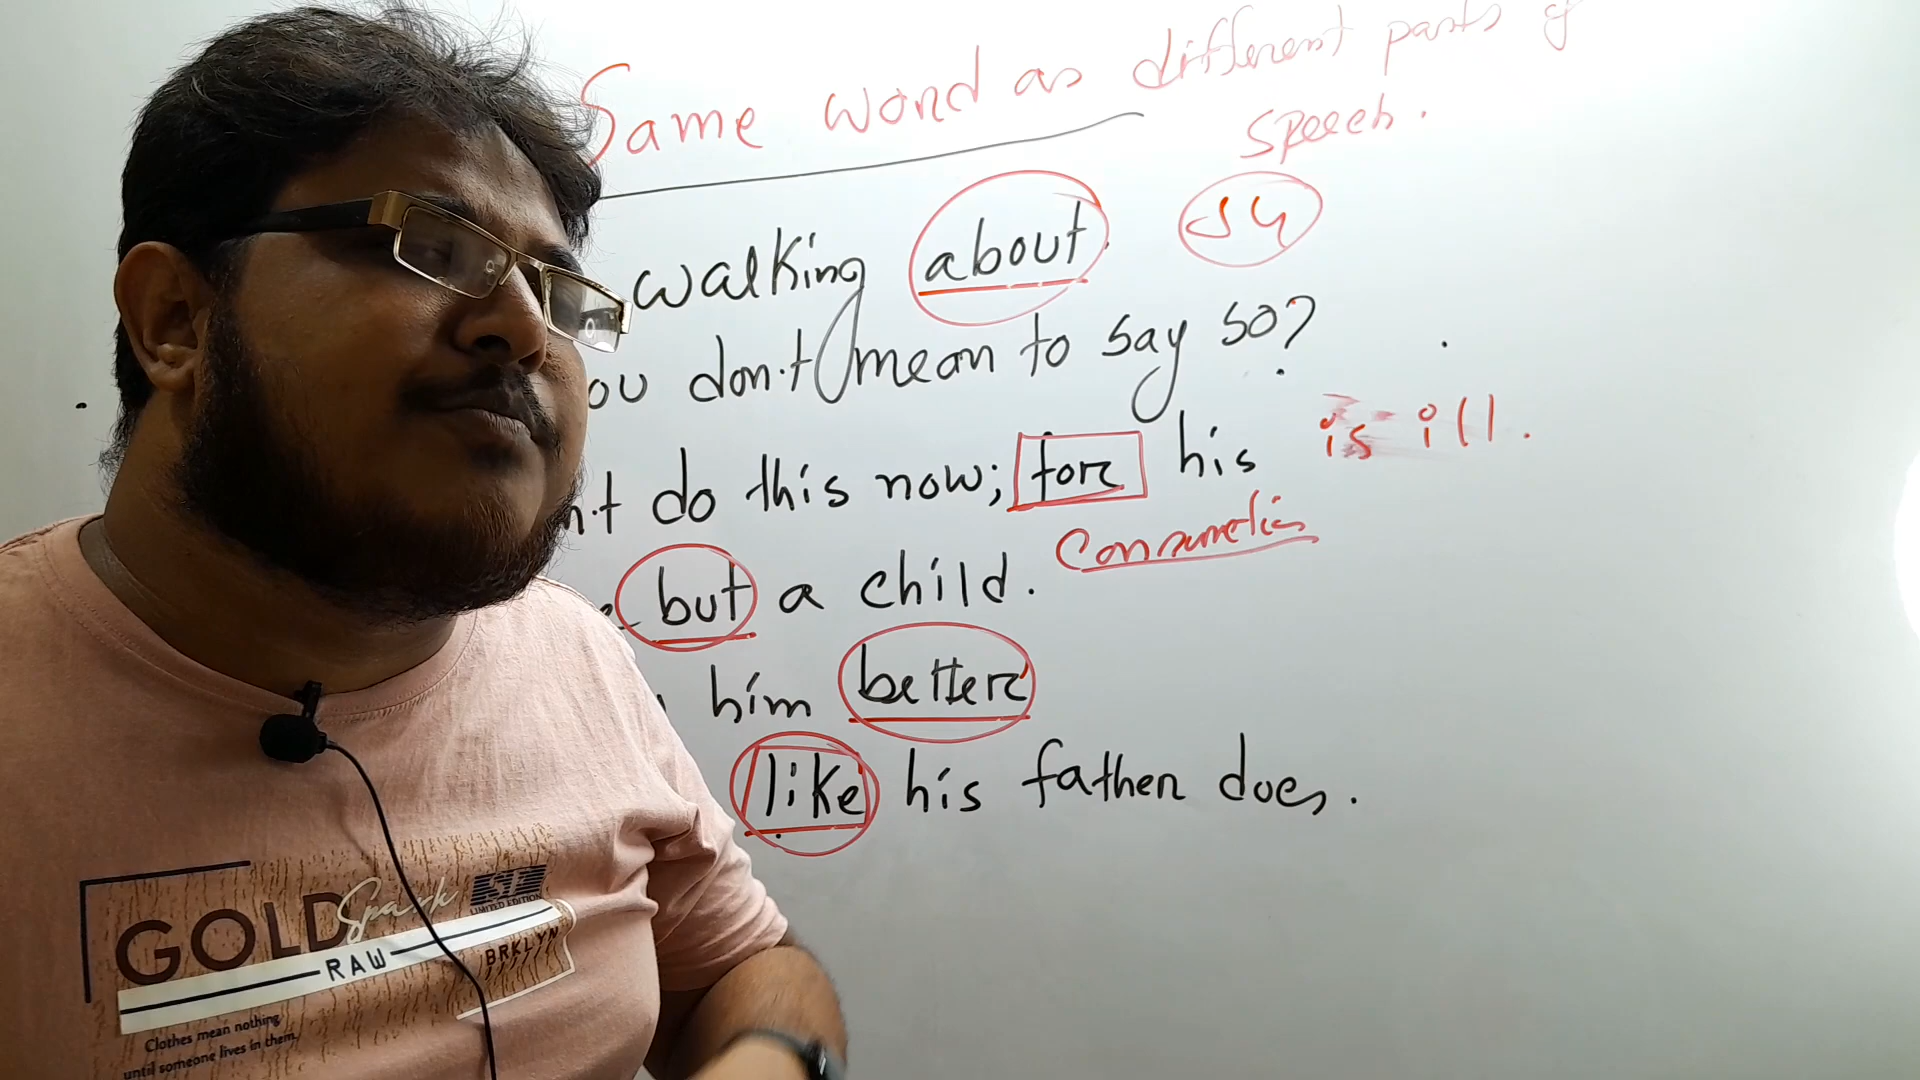 Same word as different parts of
speech.
walking about.
ou don't mean to say so?
n't do this now; for his is ill.
but a child.
him better
like his father does.
GOLD Spark
LIMITED EDITION
RAW
BRKLYN
Clothes mean nothing
until someone lives in them